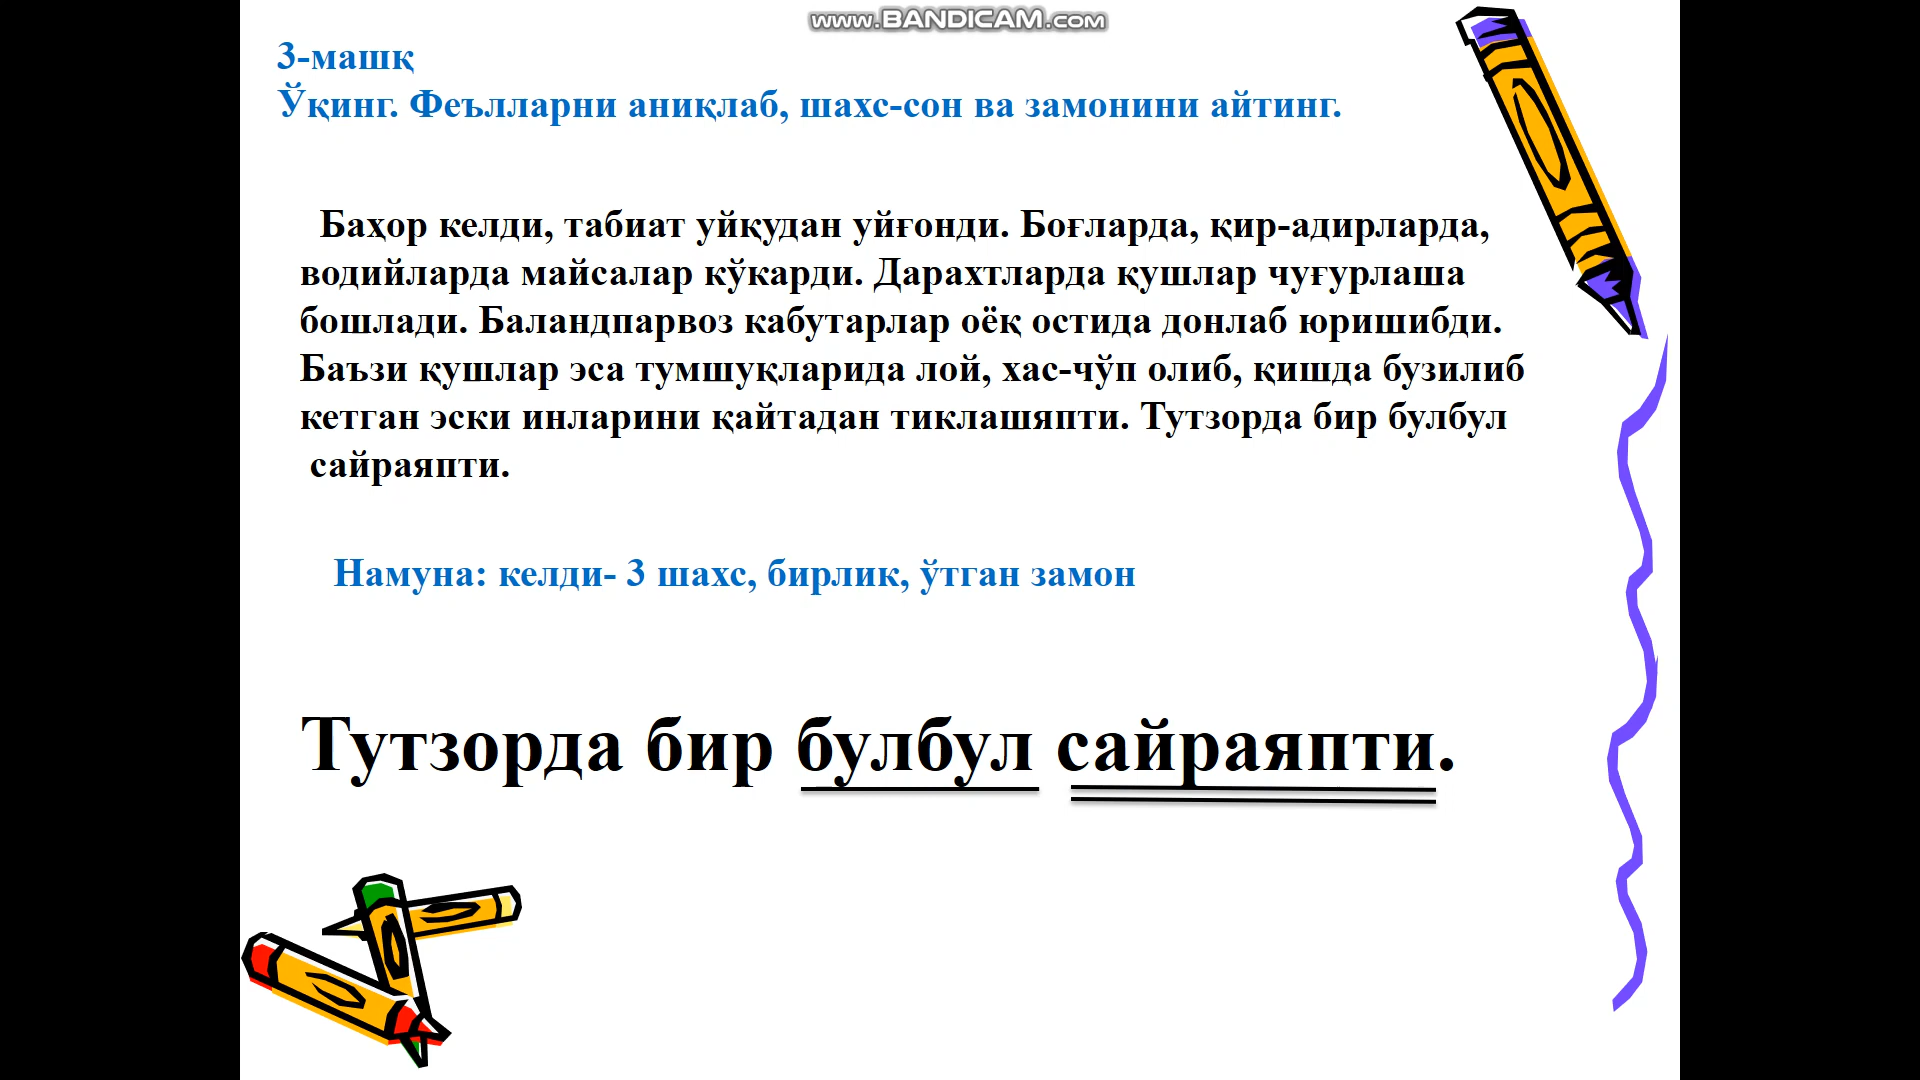 www.BANDICAM.com
3-машқ
Ўқинг. Феълларни аниқлаб, шахс-сон ва замонини айтинг.
Баҳор келди, табиат уйқудан уйғонди. Боғларда, қир-адирларда,
водийларда майсалар кўкарди. Дарахтларда қушлар чуғурлаша
бошлади. Баландпарвоз кабутарлар оёқ остида донлаб юришибди.
Баъзи қушлар эса тумшуқларида лой, хас-чўп олиб, қишда бузилиб
кетган эски инларини қайтадан тиклашяпти. Тутзорда бир булбул
сайраяпти.
Намуна: келди- 3 шахс, бирлик, ўтган замон
Тутзорда бир булбул сайраяпти.